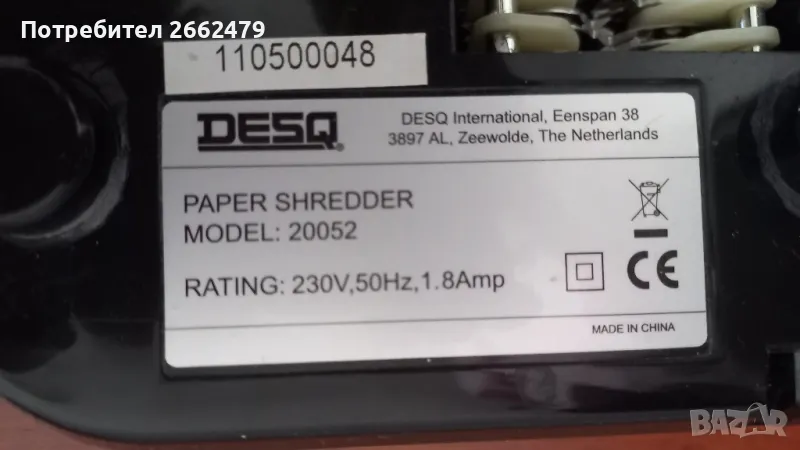 Потребител 2662479
110500048
DESQ®
DESQ International, Eenspan 38
3897 AL, Zeewolde, The Netherlands
PAPER SHREDDER
MODEL: 20052
RATING: 230V,50Hz,1.8Amp
CE
MADE IN CHINA
BAZAR